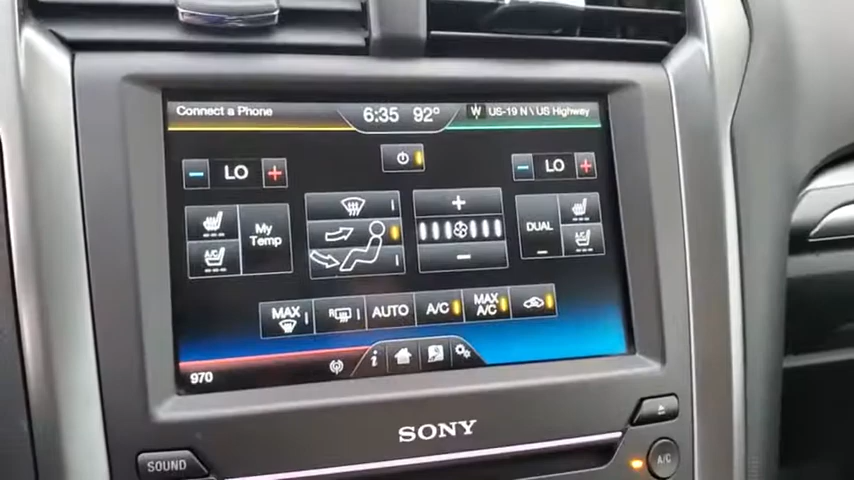 Connect a Phone 6:35 92° W US-19 N \ US Highway
- LO + - LO +
My Temp + DUAL
A/C - A/C
MAX R AUTO A/C MAX A/C
970 i
SONY
SOUND A/C